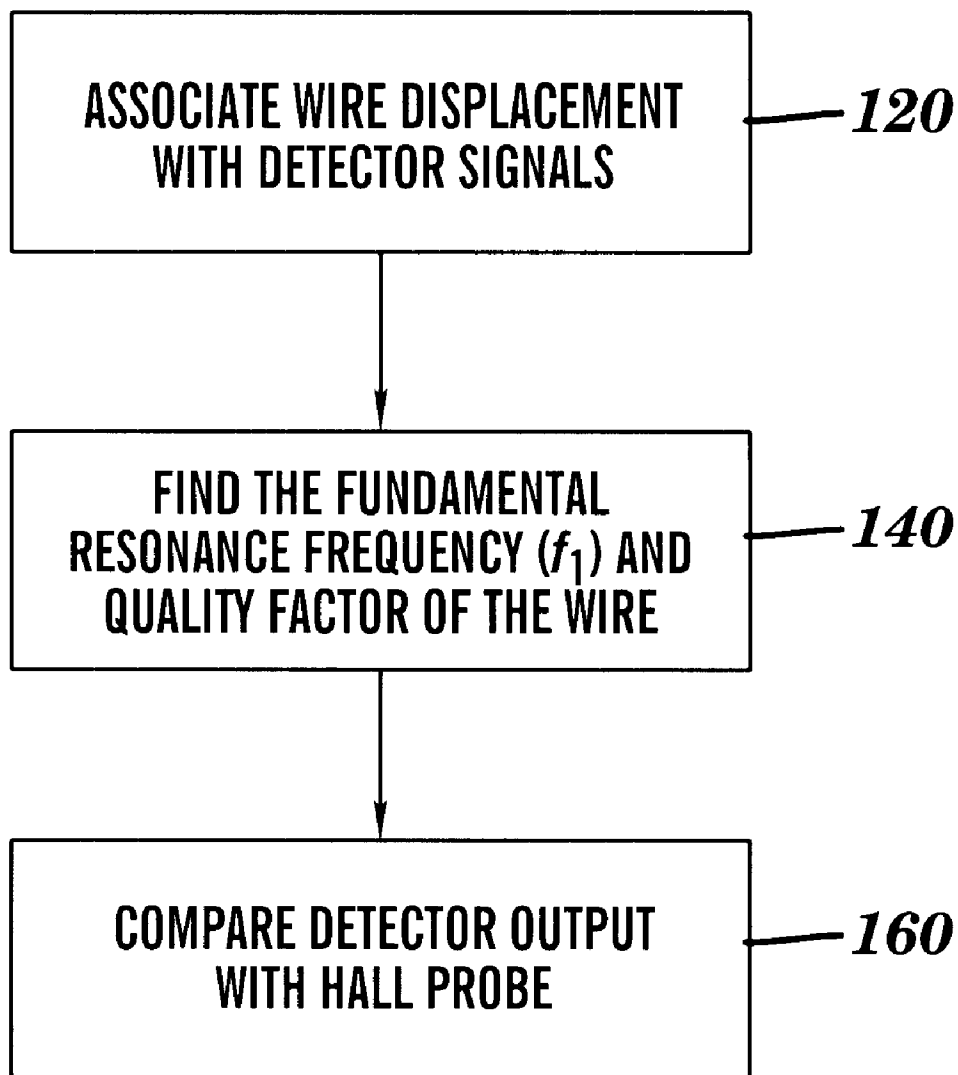 ASSOCIATE WIRE DISPLACEMENT
WITH DETECTOR SIGNALS
120
FIND THE FUNDAMENTAL
RESONANCE FREQUENCY (f1) AND
QUALITY FACTOR OF THE WIRE
140
COMPARE DETECTOR OUTPUT
WITH HALL PROBE
160